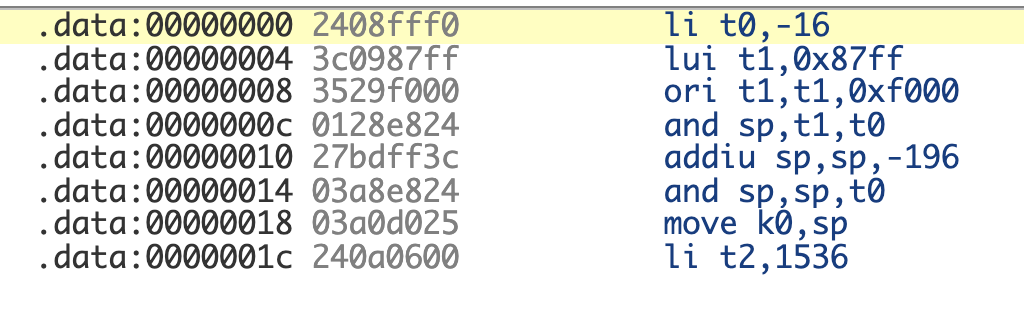 .data:00000000 2408fff0 li t0,-16
.data:00000004 3c0987ff lui t1,0x87ff
.data:00000008 3529f000 ori t1,t1,0xf000
.data:0000000c 0128e824 and sp,t1,t0
.data:00000010 27bdff3c addiu sp,sp,-196
.data:00000014 03a8e824 and sp,sp,t0
.data:00000018 03a0d025 move k0,sp
.data:0000001c 240a0600 li t2,1536